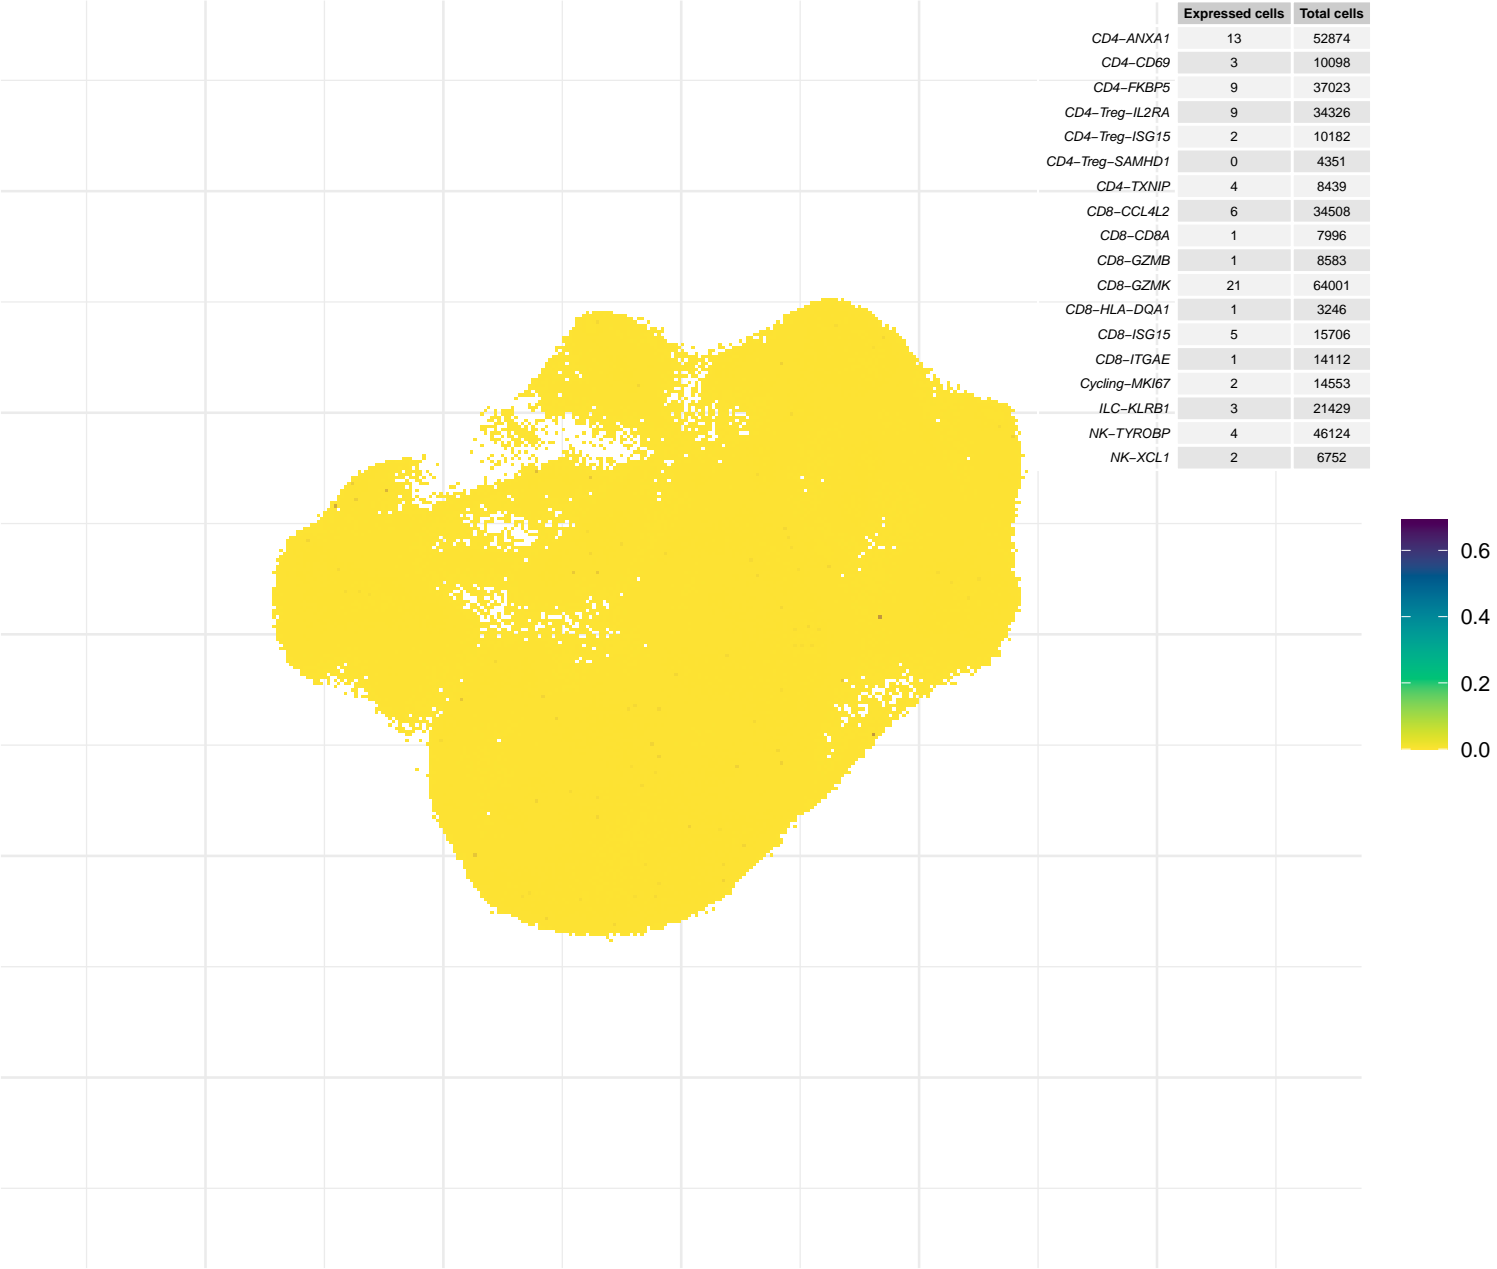 Expressed cells Total cells
CD4−ANXA1 13 52874
CD4−CD69 3 10098
CD4−FKBP5 9 37023
CD4−Treg−IL2RA 9 34326
CD4−Treg−ISG15 2 10182
CD4−Treg−SAMHD1 0 4351
CD4−TXNIP 4 8439
CD8−CCL4L2 6 34508
CD8−CD8A 1 7996
CD8−GZMB 1 8583
CD8−GZMK 21 64001
CD8−HLA−DQA1 1 3246
CD8−ISG15 5 15706
CD8−ITGAE 1 14112
Cycling−MKI67 2 14553
ILC−KLRB1 3 21429
NK−TYROBP 4 46124
NK−XCL1 2 6752
0.6
0.4
0.2
0.0